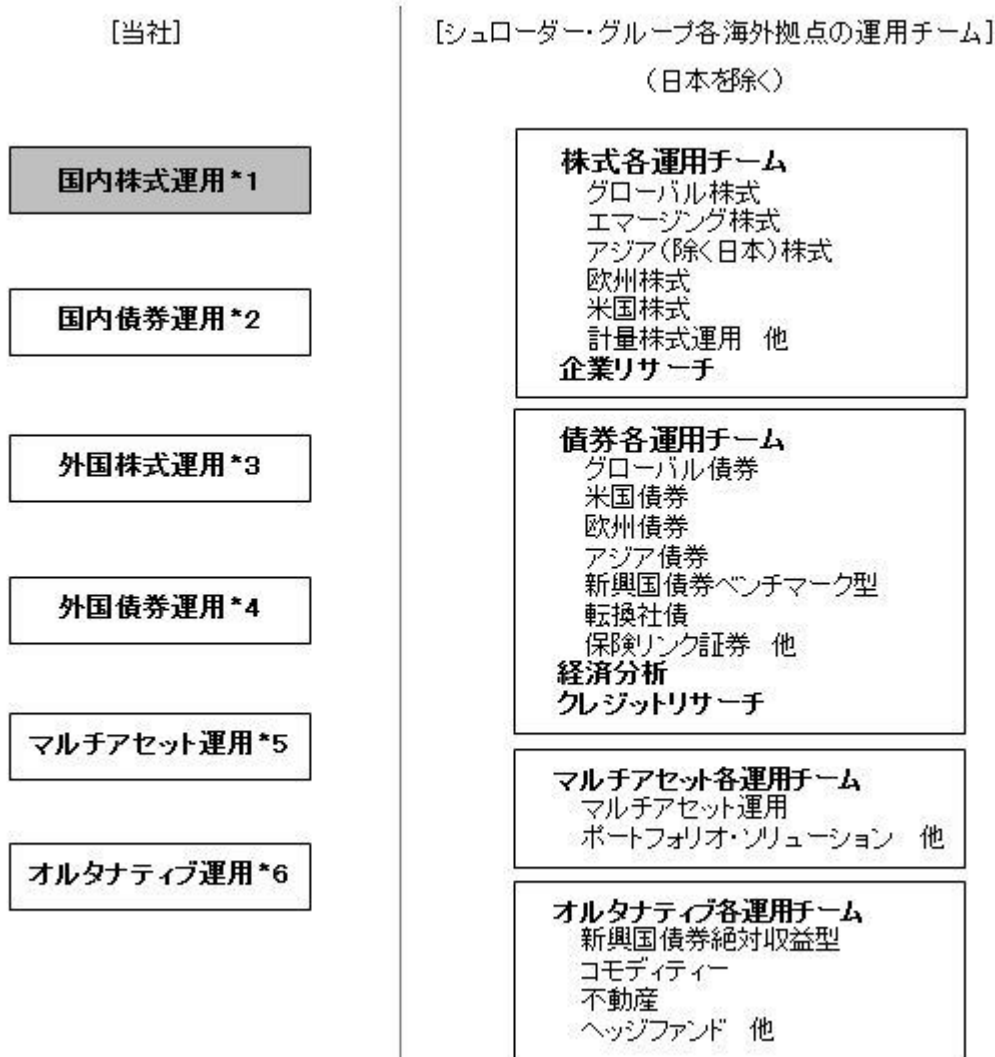 [当社]
国内株式運用*1
国内債券運用*2
外国株式運用*3
外国債券運用*4
マルチアセット運用*5
オルタナティブ運用*6
[シュローダー・グループ各海外拠点の運用チーム]
（日本を除く）
株式各運用チーム
グローバル株式
エマージング株式
アジア(除く日本)株式
欧州株式
米国株式
計量株式運用 他
企業リサーチ
債券各運用チーム
グローバル債券
米国債券
欧州債券
アジア債券
新興国債券ベンチマーク型
転換社債
保険リンク証券 他
経済分析
クレジットリサーチ
マルチアセット各運用チーム
マルチアセット運用
ポートフォリオ・ソリューション 他
オルタナティブ各運用チーム
新興国債券絶対収益型
コモディティー
不動産
ヘッジファンド 他